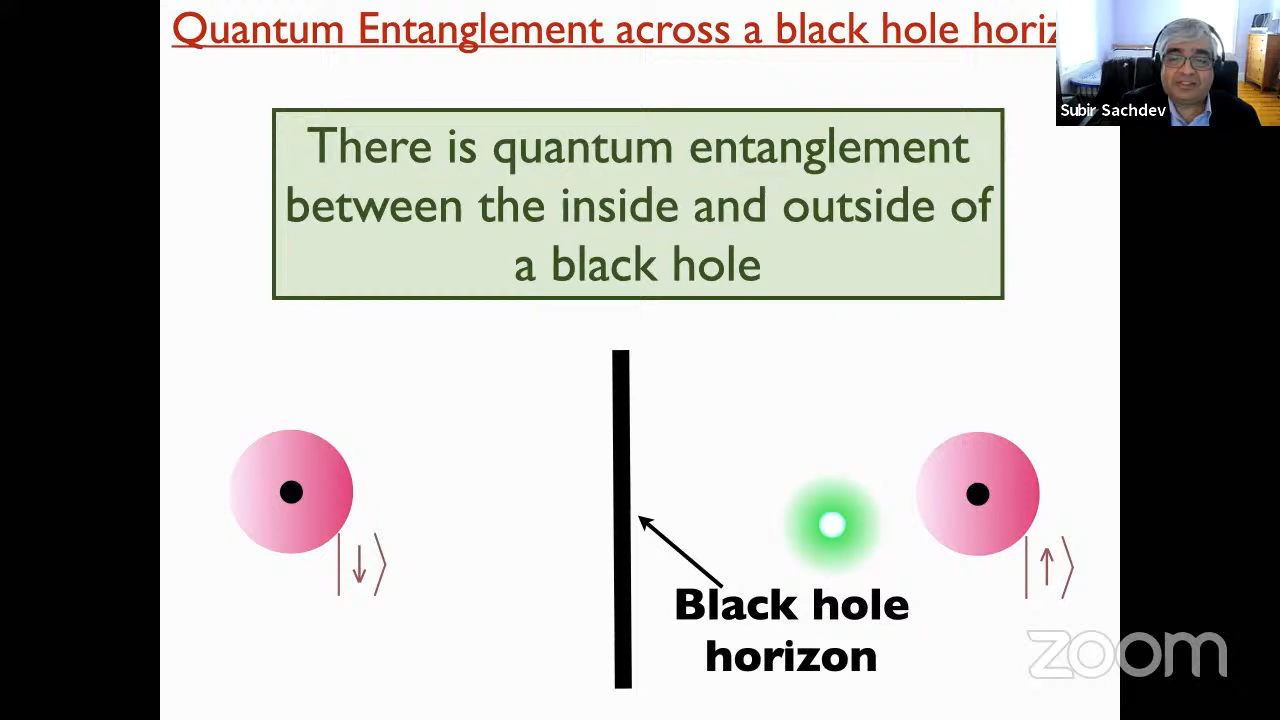 Quantum Entanglement across a black hole horiz
Subir Sachdev
There is quantum entanglement
between the inside and outside of
a black hole
|↓⟩
|↑⟩
Black hole
horizon
zoom